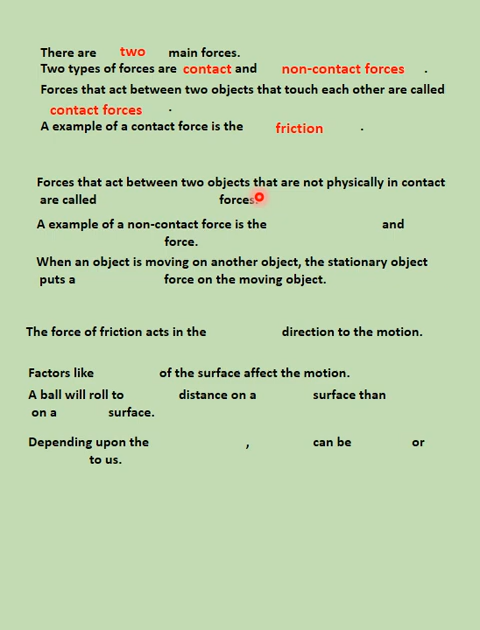 There are two main forces.
Two types of forces are contact and non-contact forces .
Forces that act between two objects that touch each other are called
contact forces .
A example of a contact force is the friction .
Forces that act between two objects that are not physically in contact
are called forces.
A example of a non-contact force is the and
force.
When an object is moving on another object, the stationary object
puts a force on the moving object.
The force of friction acts in the direction to the motion.
Factors like of the surface affect the motion.
A ball will roll to distance on a surface than
on a surface.
Depending upon the , can be or
to us.